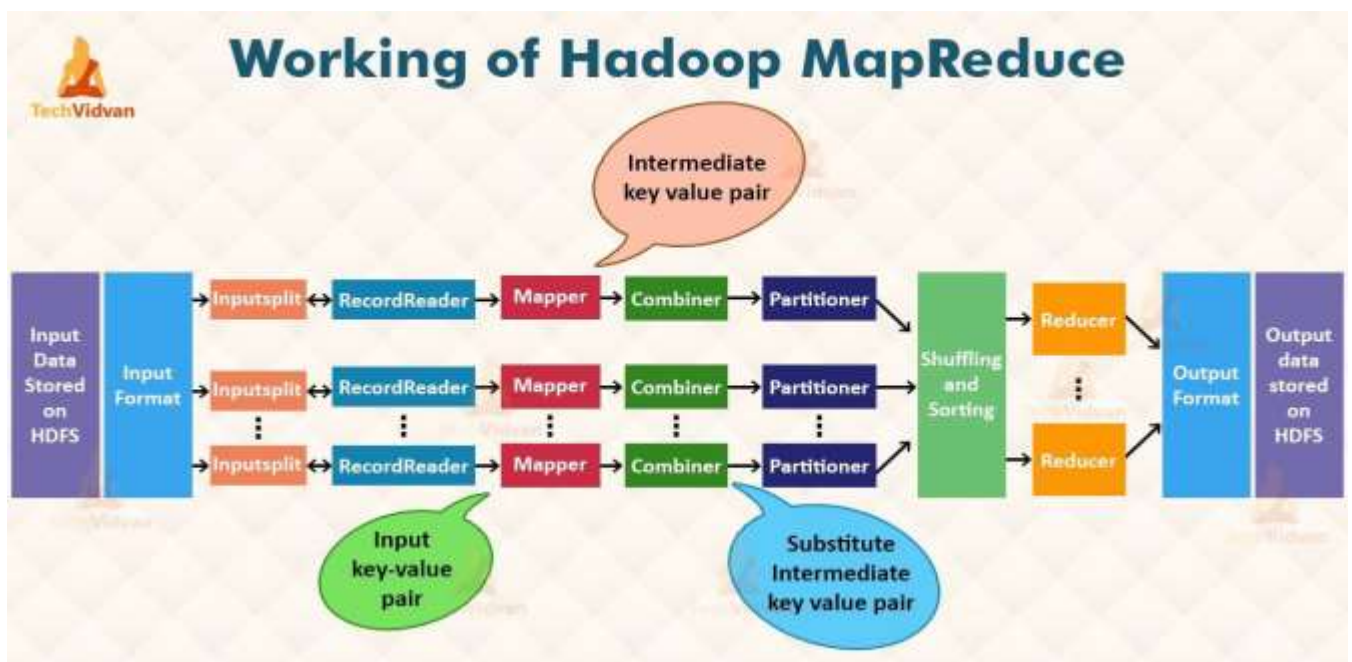 Working of Hadoop MapReduce
TechVidvan
Intermediate
key value pair
Input
Data
Stored
on
HDFS
Input
Format
Inputsplit
RecordReader
Mapper
Combiner
Partitioner
Inputsplit
RecordReader
Mapper
Combiner
Partitioner
Inputsplit
RecordReader
Mapper
Combiner
Partitioner
Shuffling
and
Sorting
Reducer
Reducer
Output
Format
Output
data
stored
on
HDFS
Input
key-value
pair
Substitute
Intermediate
key value pair